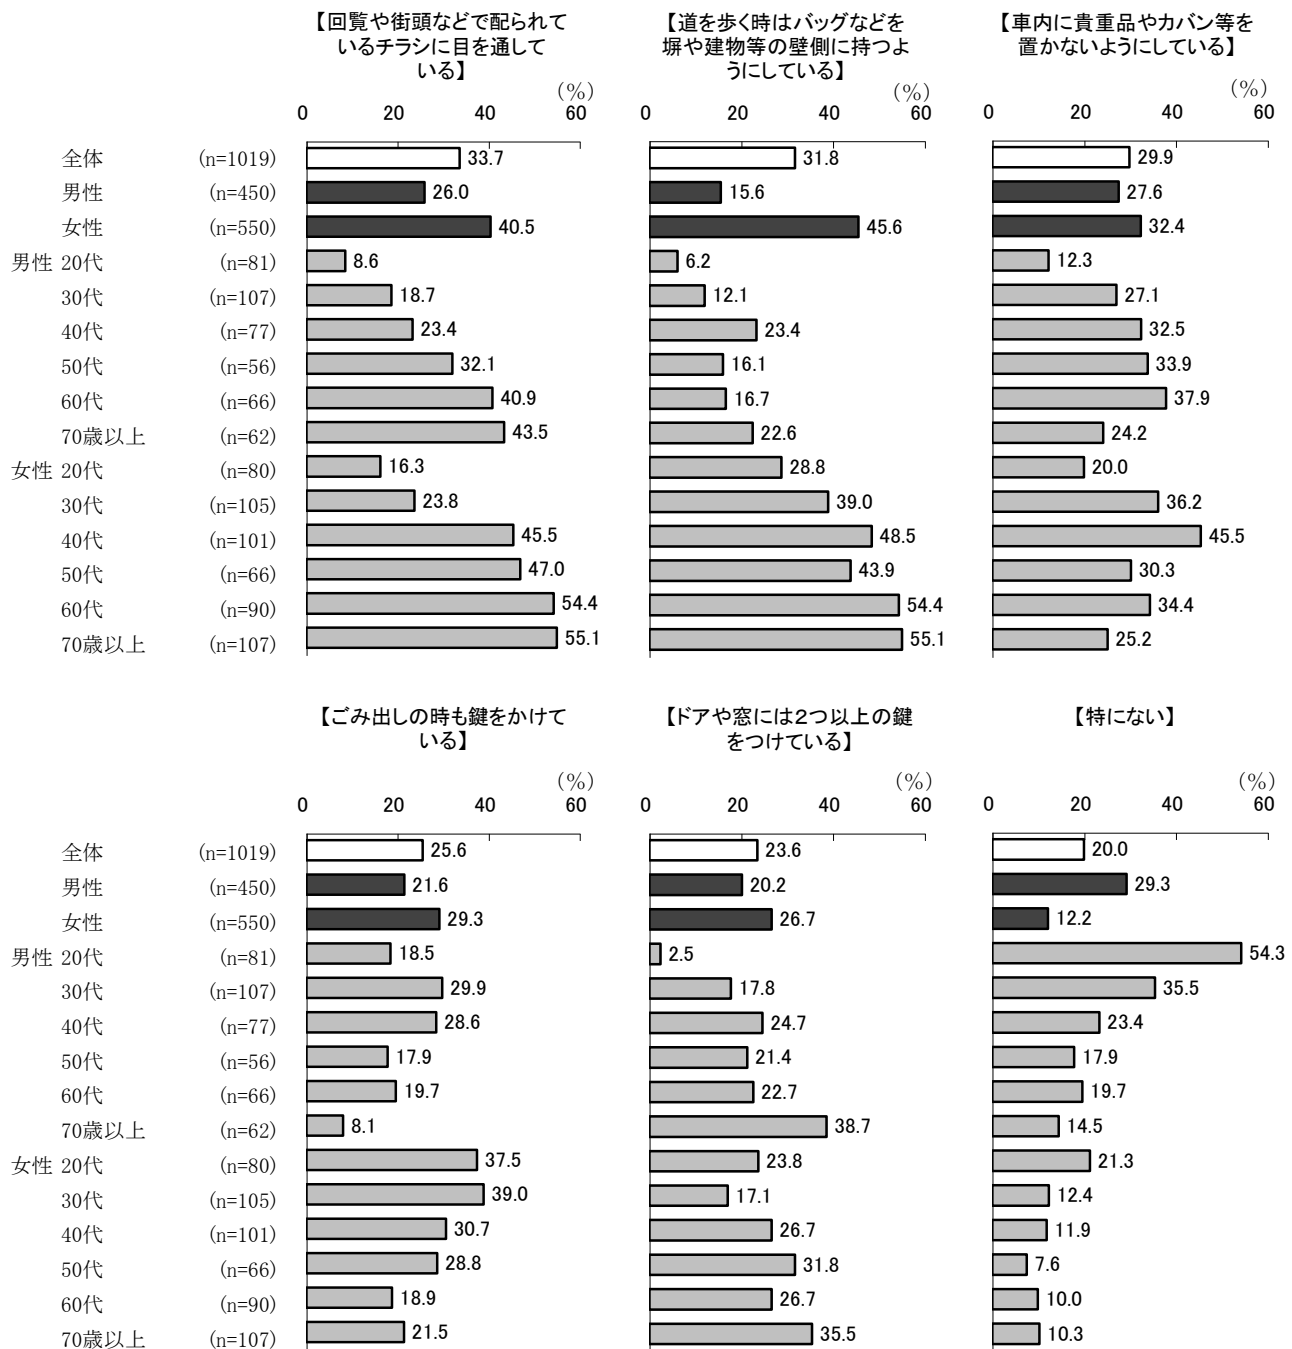 【回覧や街頭などで配られて
いるチラシに目を通して
いる】
【道を歩く時はバッグなどを
塀や建物等の壁側に持つよ
うにしている】
【車内に貴重品やカバン等を
置かないようにしている】
(%) (%) (%)
0 20 40 60 0 20 40 60 0 20 40 60
全体 (n=1019) 33.7 31.8 29.9
男性 (n=450) 26.0 15.6 27.6
女性 (n=550) 40.5 45.6 32.4
男性 20代 (n=81) 8.6 6.2 12.3
30代 (n=107) 18.7 12.1 27.1
40代 (n=77) 23.4 23.4 32.5
50代 (n=56) 32.1 16.1 33.9
60代 (n=66) 40.9 16.7 37.9
70歳以上 (n=62) 43.5 22.6 24.2
女性 20代 (n=80) 16.3 28.8 20.0
30代 (n=105) 23.8 39.0 36.2
40代 (n=101) 45.5 48.5 45.5
50代 (n=66) 47.0 43.9 30.3
60代 (n=90) 54.4 54.4 34.4
70歳以上 (n=107) 55.1 55.1 25.2
【ごみ出しの時も鍵をかけて
いる】
【ドアや窓には2つ以上の鍵
をつけている】
【特にない】
(%) (%) (%)
0 20 40 60 0 20 40 60 0 20 40 60
全体 (n=1019) 25.6 23.6 20.0
男性 (n=450) 21.6 20.2 29.3
女性 (n=550) 29.3 26.7 12.2
男性 20代 (n=81) 18.5 2.5 54.3
30代 (n=107) 29.9 17.8 35.5
40代 (n=77) 28.6 24.7 23.4
50代 (n=56) 17.9 21.4 17.9
60代 (n=66) 19.7 22.7 19.7
70歳以上 (n=62) 8.1 38.7 14.5
女性 20代 (n=80) 37.5 23.8 21.3
30代 (n=105) 39.0 17.1 12.4
40代 (n=101) 30.7 26.7 11.9
50代 (n=66) 28.8 31.8 7.6
60代 (n=90) 18.9 26.7 10.0
70歳以上 (n=107) 21.5 35.5 10.3